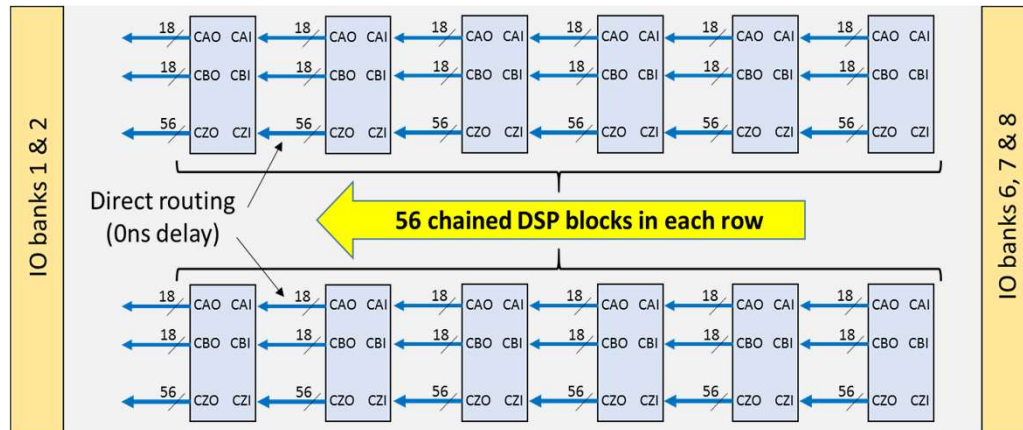 IO banks 1 & 2
18 CAO CAI 18 CAO CAI 18 CAO CAI 18 CAO CAI 18 CAO CAI 18 CAO CAI
18 CBO CBI 18 CBO CBI 18 CBO CBI 18 CBO CBI 18 CBO CBI 18 CBO CBI
56 CZO CZI 56 CZO CZI 56 CZO CZI 56 CZO CZI 56 CZO CZI 56 CZO CZI
Direct routing
(0ns delay)
56 chained DSP blocks in each row
18 CAO CAI 18 CAO CAI 18 CAO CAI 18 CAO CAI 18 CAO CAI 18 CAO CAI
18 CBO CBI 18 CBO CBI 18 CBO CBI 18 CBO CBI 18 CBO CBI 18 CBO CBI
56 CZO CZI 56 CZO CZI 56 CZO CZI 56 CZO CZI 56 CZO CZI 56 CZO CZI
IO banks 6, 7 & 8